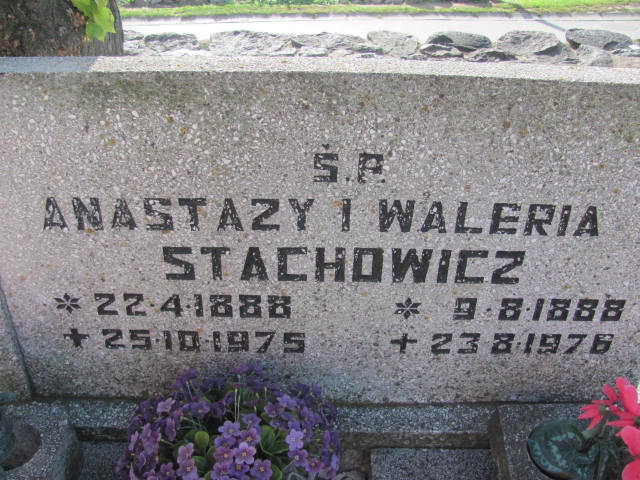 Ś.P.
ANASTAZY I WALERIA
STACHOWICZ
* 22·4·1888 * 9·8·1888
+ 25·10·1975 + 23·8·1976